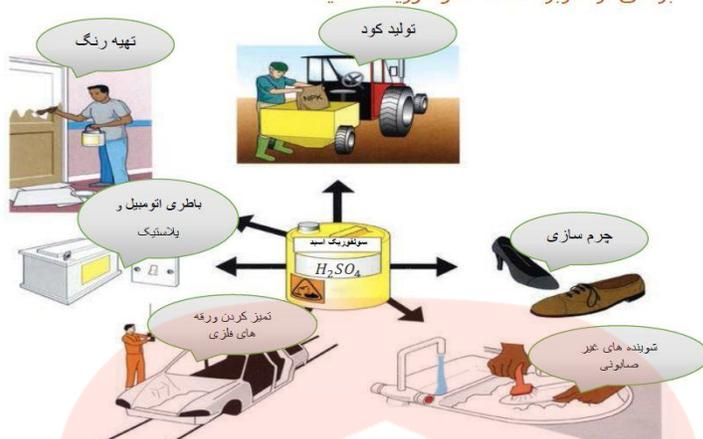 تهیه رنگ
تولید کود
NPK
باطری اتومبیل و
پلاستیک
سولفوریک اسید
H₂SO₄
چرم سازی
تمیز کردن ورقه
های فلزی
شوینده های غیر
صابونی